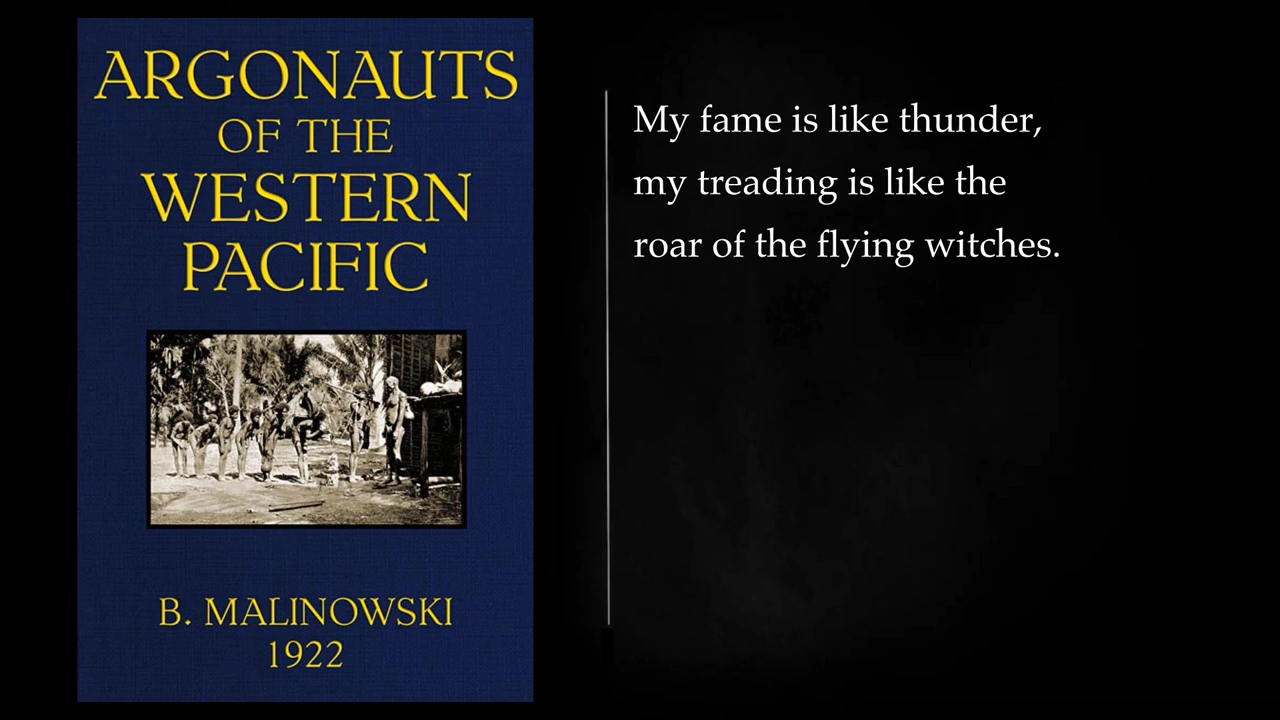 ARGONAUTS
OF THE
WESTERN
PACIFIC
B. MALINOWSKI
1922
My fame is like thunder,
my treading is like the
roar of the flying witches.